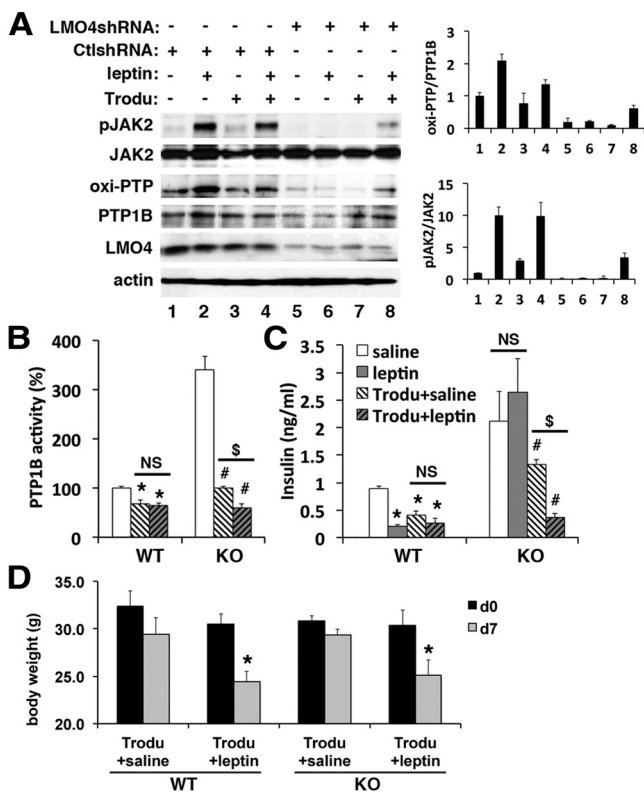 A
LMO4shRNA: - - - - + + + +
CtlshRNA: + + + + - - - -
leptin: - + - + - + - +
Trodu: - - + + - - + +
pJAK2
JAK2
oxi-PTP
PTP1B
LMO4
actin
1 2 3 4 5 6 7 8
oxi-PTP/PTP1B
3
2
1
0
1 2 3 4 5 6 7 8
pJAK2/JAK2
15
10
5
0
1 2 3 4 5 6 7 8
B
PTP1B activity (%)
400
300
200
100
0
NS
* *
$
# #
WT KO
C
Insulin (ng/ml)
3.5
3
2.5
2
1.5
1
0.5
0
saline
leptin
Trodu+saline
Trodu+leptin
NS
* * *
NS
$
#
#
WT KO
D
body weight (g)
35.0
30.0
25.0
20.0
* *
d0
d7
Trodu +saline
Trodu +leptin
Trodu +saline
Trodu +leptin
WT KO